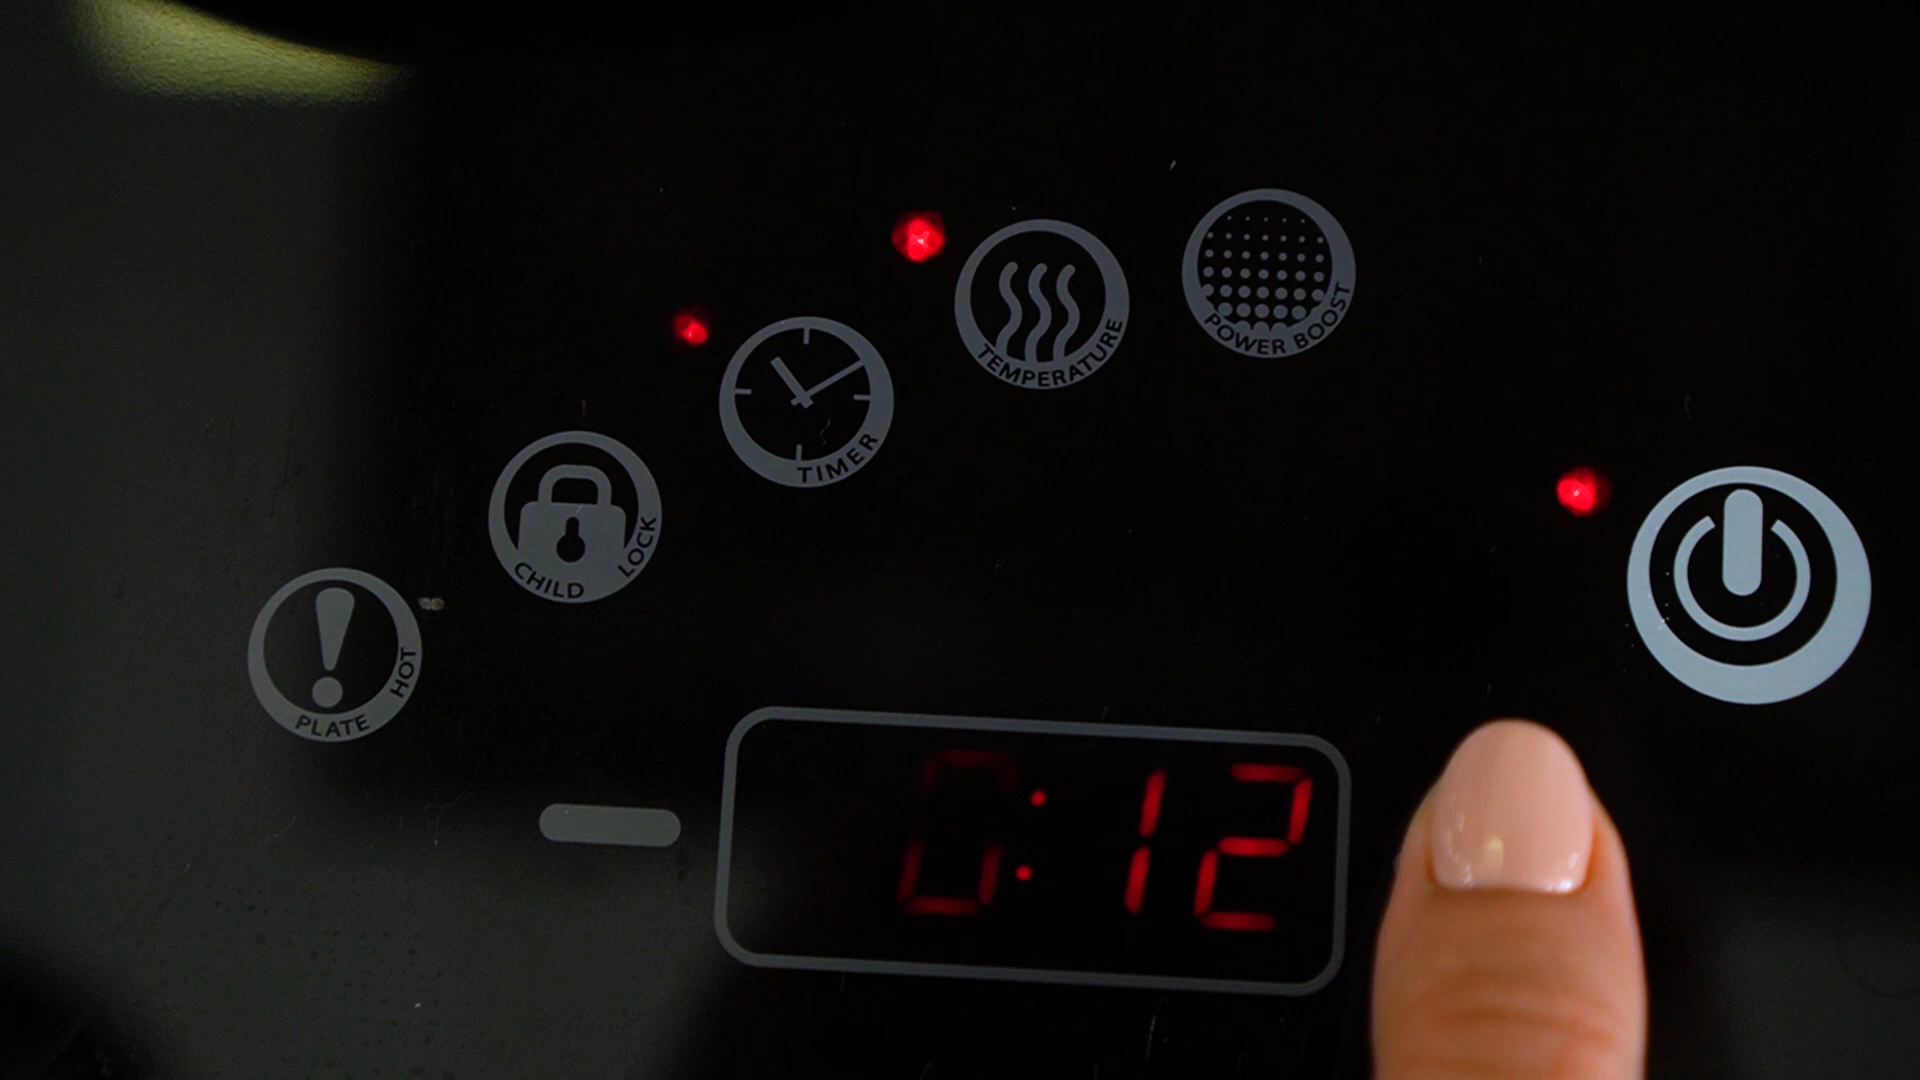 POWER BOOST
TEMPERATURE
TIMER
CHILD LOCK
HOT PLATE
0:12